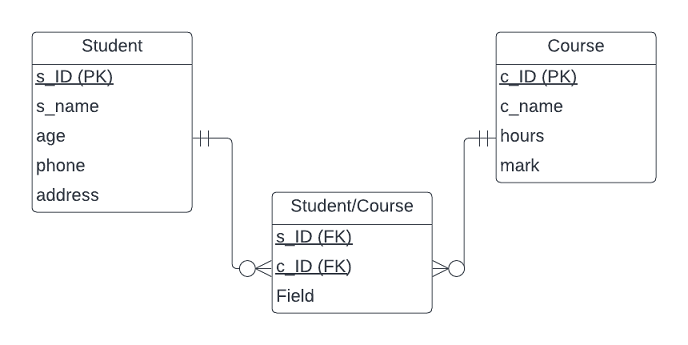 Student
s_ID (PK)
s_name
age
phone
address
Course
c_ID (PK)
c_name
hours
mark
Student/Course
s_ID (FK)
c_ID (FK)
Field